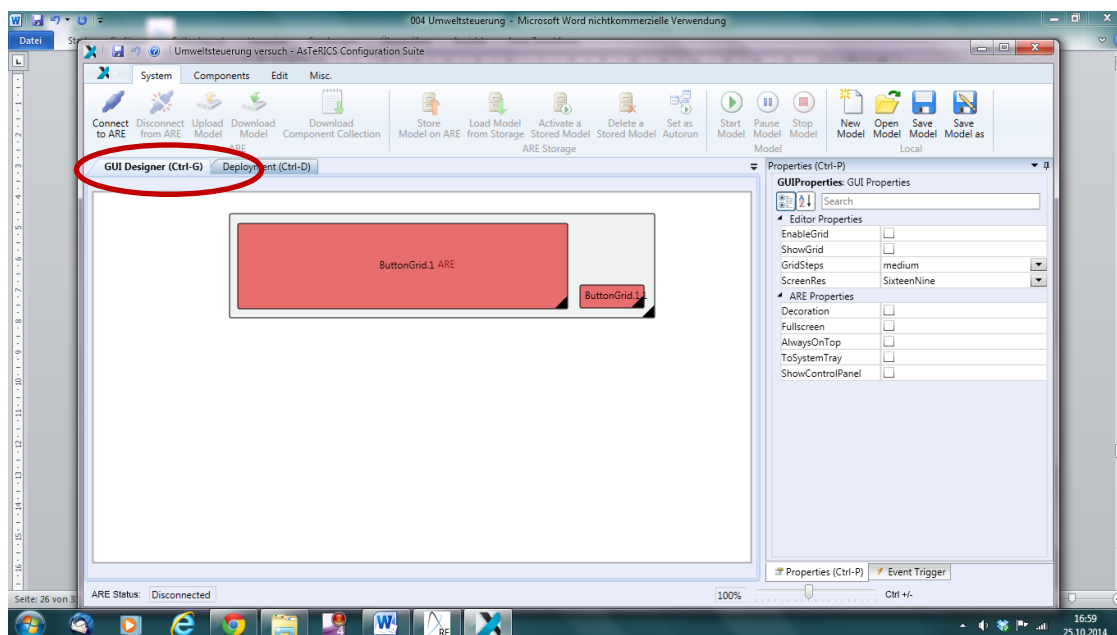 004 Umweltsteuerung - Microsoft Word nichtkommerzielle Verwendung
Datei
Umweltsteuerung versuch - AsTeRICS Configuration Suite
System Components Edit Misc.
Connect to ARE
Disconnect from ARE
Upload Model
Download Model
Download Component Collection
ARE
Store Model on ARE
Load Model from Storage
Activate a Stored Model
Delete a Stored Model
Set as Autorun
ARE Storage
Start Model
Pause Model
Stop Model
Model
New Model
Open Model
Save Model
Save Model as
Local
GUI Designer (Ctrl-G) Deployment (Ctrl-D)
ButtonGrid.1 ARE
ButtonGrid.1.1
Properties (Ctrl-P)
GUIProperties: GUI Properties
Search
Editor Properties
EnableGrid
ShowGrid
GridSteps medium
ScreenRes SixteenNine
ARE Properties
Decoration
Fullscreen
AlwaysOnTop
ToSystemTray
ShowControlPanel
Properties (Ctrl-P) Event Trigger
ARE Status: Disconnected
100%
Ctrl +/-
Seite: 26 von
16:59
25.10.2014